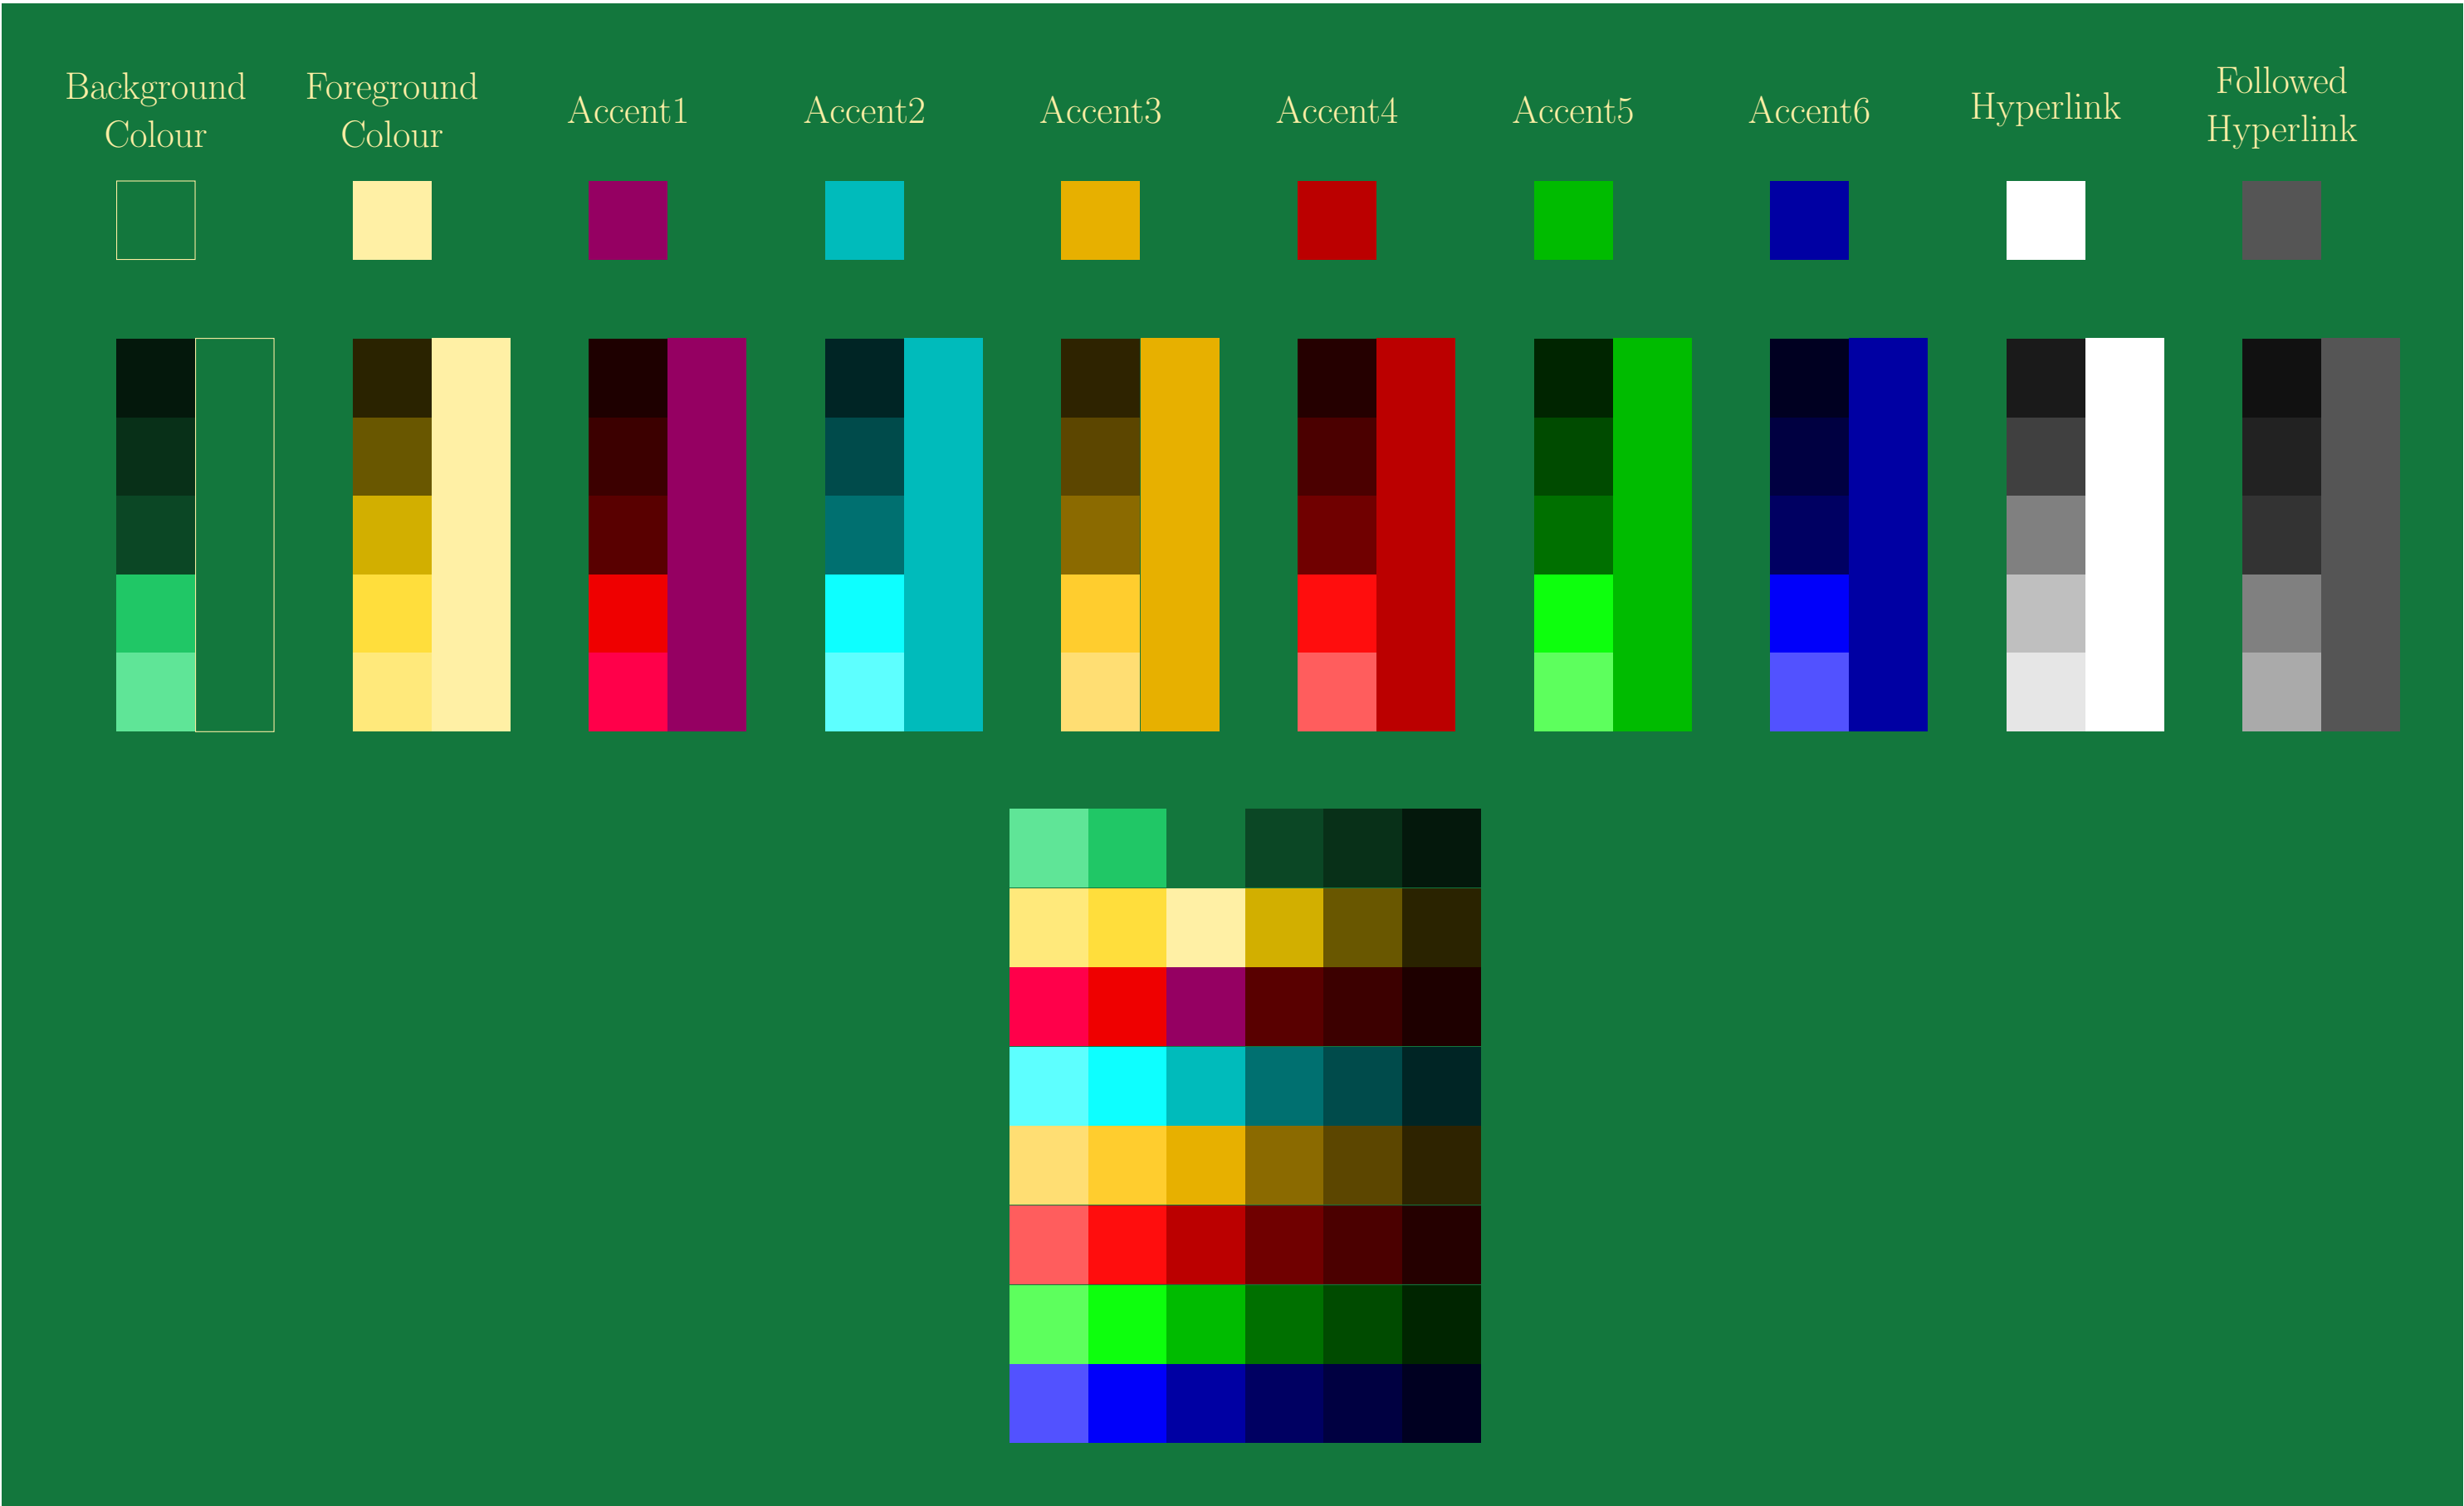 Background
Colour
Foreground
Colour
Accent1
Accent2
Accent3
Accent4
Accent5
Accent6
Hyperlink
Followed
Hyperlink